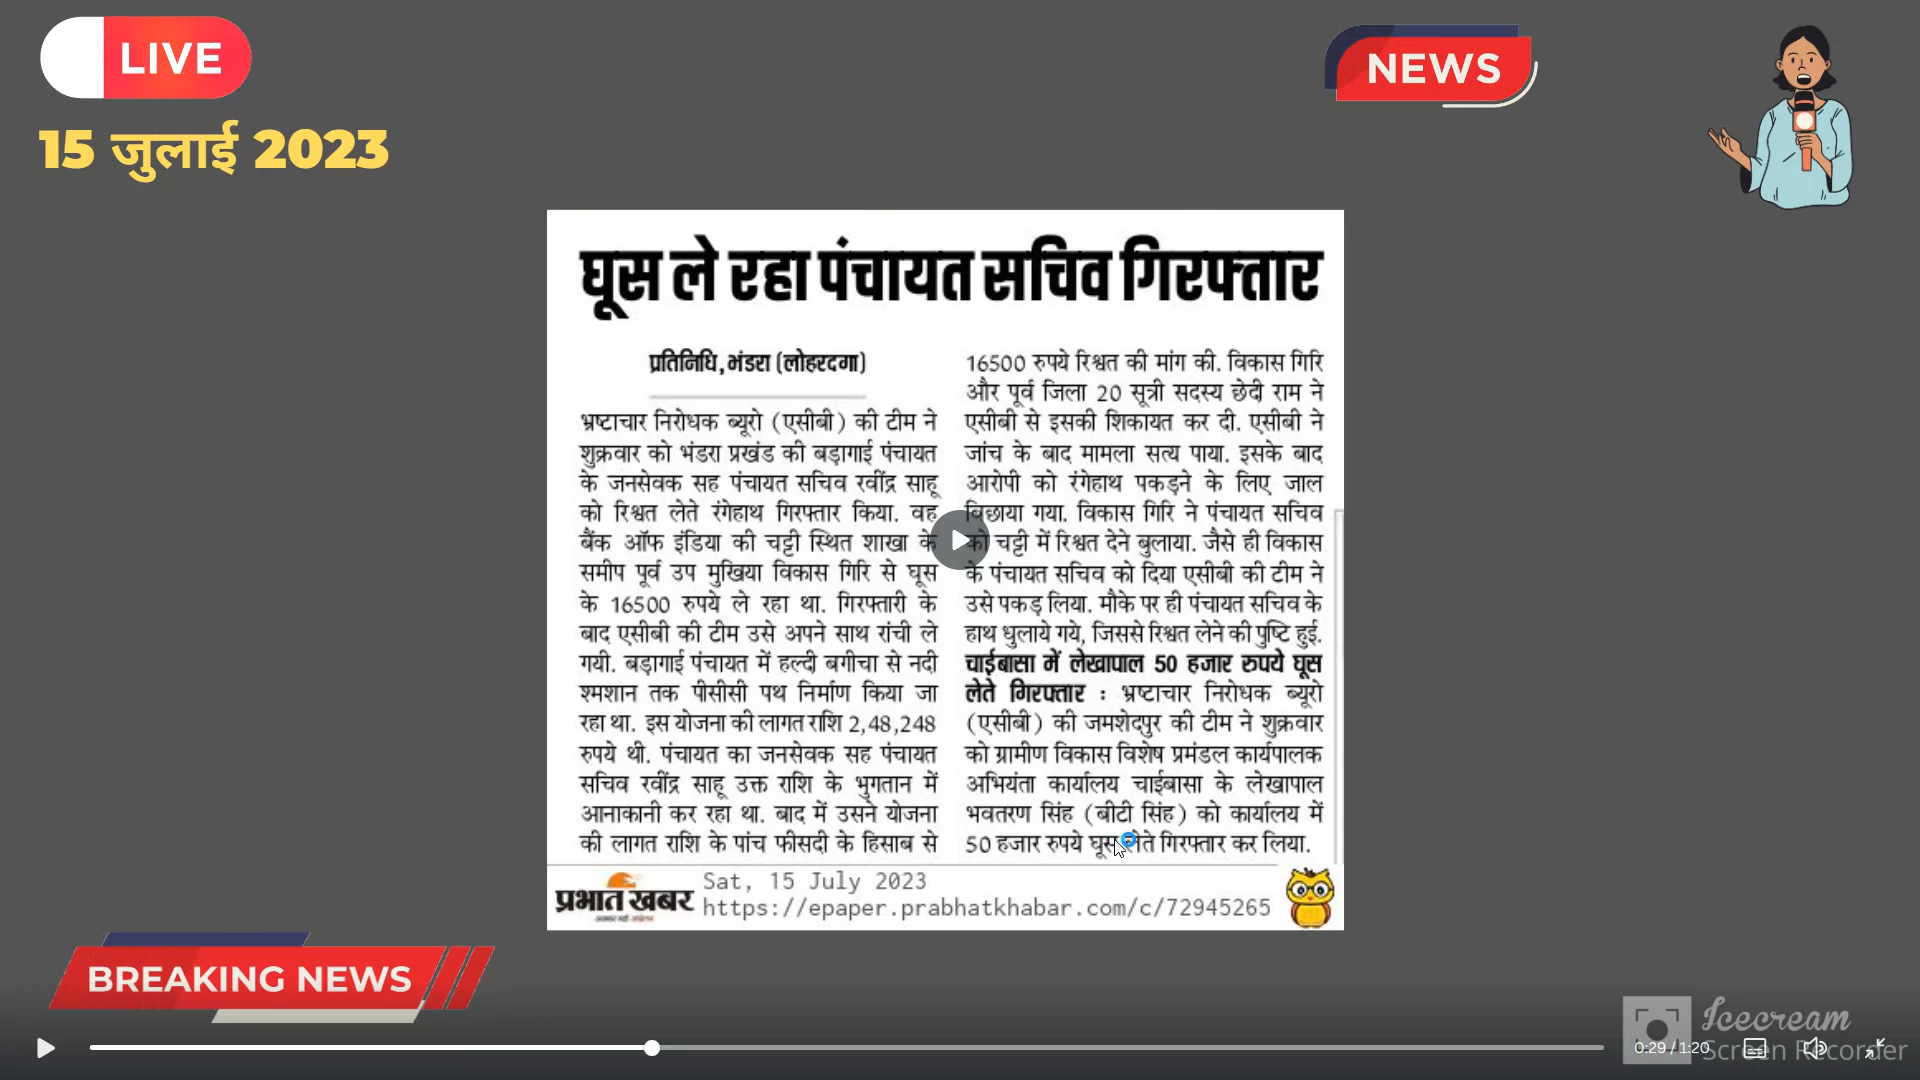 LIVE
NEWS
15 जुलाई 2023
घूस ले रहा पंचायत सचिव गिरफ्तार
प्रतिनिधि, भंडरा (लोहरदगा)
भ्रष्टाचार निरोधक ब्यूरो (एसीबी) की टीम ने
शुक्रवार को भंडरा प्रखंड की बड़ागाई पंचायत
के जनसेवक सह पंचायत सचिव रवींद्र साहू
को रिश्वत लेते रंगेहाथ गिरफ्तार किया. वह
बैंक ऑफ इंडिया की चट्टी स्थित शाखा के
समीप पूर्व उप मुखिया विकास गिरि से घूस
के 16500 रुपये ले रहा था. गिरफ्तारी के
बाद एसीबी की टीम उसे अपने साथ रांची ले
गयी. बड़ागाई पंचायत में हल्दी बगीचा से नदी
श्मशान तक पीसीसी पथ निर्माण किया जा
रहा था. इस योजना की लागत राशि 2,48,248
रुपये थी. पंचायत का जनसेवक सह पंचायत
सचिव रवींद्र साहू उक्त राशि के भुगतान में
आनाकानी कर रहा था. बाद में उसने योजना
की लागत राशि के पांच फीसदी के हिसाब से
16500 रुपये रिश्वत की मांग की. विकास गिरि
और पूर्व जिला 20 सूत्री सदस्य छेदी राम ने
एसीबी से इसकी शिकायत कर दी. एसीबी ने
जांच के बाद मामला सत्य पाया. इसके बाद
आरोपी को रंगेहाथ पकड़ने के लिए जाल
बिछाया गया. विकास गिरि ने पंचायत सचिव
को चट्टी में रिश्वत देने बुलाया. जैसे ही विकास
के पंचायत सचिव को दिया एसीबी की टीम ने
उसे पकड़ लिया. मौके पर ही पंचायत सचिव के
हाथ धुलाये गये, जिससे रिश्वत लेने की पुष्टि हुई.
चाईबासा में लेखापाल 50 हजार रुपये घूस
लेते गिरफ्तार : भ्रष्टाचार निरोधक ब्यूरो
(एसीबी) की जमशेदपुर की टीम ने शुक्रवार
को ग्रामीण विकास विशेष प्रमंडल कार्यपालक
अभियंता कार्यालय चाईबासा के लेखापाल
भवतरण सिंह (बीटी सिंह) को कार्यालय में
50 हजार रुपये घूस लेते गिरफ्तार कर लिया.
प्रभात खबर
Sat, 15 July 2023
https://epaper.prabhatkhabar.com/c/72945265
BREAKING NEWS
Icecream
Screen Recorder
0:29 / 1:20